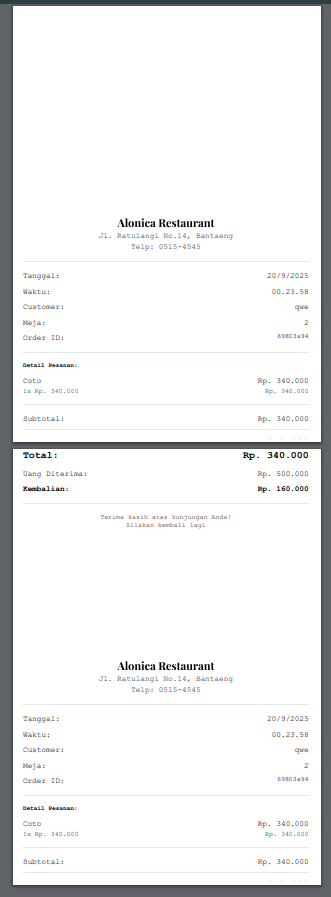 Alonica Restaurant
Jl. Ratulangi No.14, Bantaeng
Telp: 0515-4545
Tanggal: 20/9/2025
Waktu: 00.23.58
Customer: qwe
Meja: 2
Order ID: 69803a94
Detail Pesanan:
Coto Rp. 340.000
1x Rp. 340.000 Rp. 340.000
Subtotal: Rp. 340.000
Total: Rp. 340.000
Uang Diterima: Rp. 500.000
Kembalian: Rp. 160.000
Terima kasih atas kunjungan Anda!
Silakan kembali lagi
Alonica Restaurant
Jl. Ratulangi No.14, Bantaeng
Telp: 0515-4545
Tanggal: 20/9/2025
Waktu: 00.23.58
Customer: qwe
Meja: 2
Order ID: 69803a94
Detail Pesanan:
Coto Rp. 340.000
1x Rp. 340.000 Rp. 340.000
Subtotal: Rp. 340.000